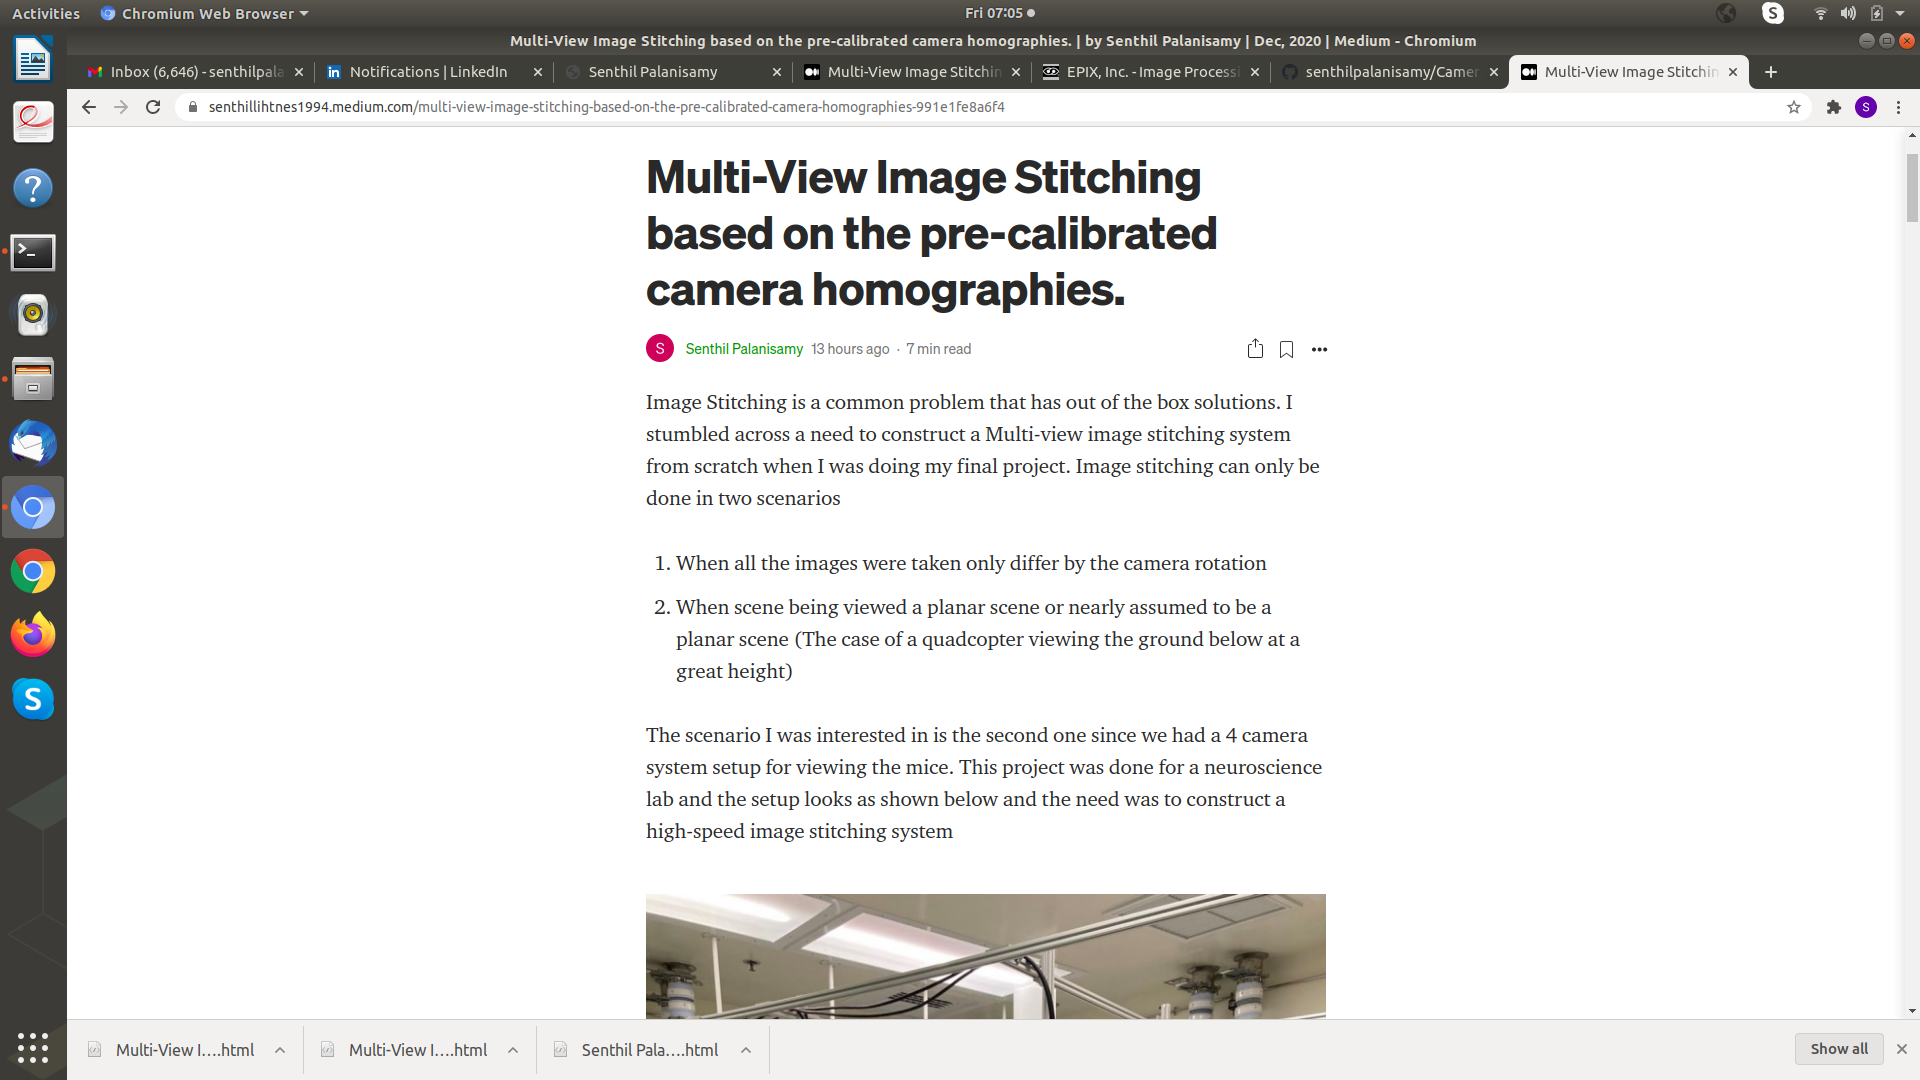 Activities
Chromium Web Browser
Fri 07:05
S
Multi-View Image Stitching based on the pre-calibrated camera homographies. | by Senthil Palanisamy | Dec, 2020 | Medium - Chromium
Inbox (6,646) - senthilpala
in
Notifications | LinkedIn
Senthil Palanisamy
Multi-View Image Stitchin
EPIX, Inc. - Image Processi
senthilpalanisamy/Camer
Multi-View Image Stitchin
senthillihtnes1994.medium.com/multi-view-image-stitching-based-on-the-pre-calibrated-camera-homographies-991e1fe8a6f4
S
Multi-View Image Stitching
based on the pre-calibrated
camera homographies.
S
Senthil Palanisamy 13 hours ago · 7 min read
Image Stitching is a common problem that has out of the box solutions. I
stumbled across a need to construct a Multi-view image stitching system
from scratch when I was doing my final project. Image stitching can only be
done in two scenarios
1. When all the images were taken only differ by the camera rotation
2. When scene being viewed a planar scene or nearly assumed to be a
planar scene (The case of a quadcopter viewing the ground below at a
great height)
The scenario I was interested in is the second one since we had a 4 camera
system setup for viewing the mice. This project was done for a neuroscience
lab and the setup looks as shown below and the need was to construct a
high-speed image stitching system
Multi-View I....html
Multi-View I....html
Senthil Pala....html
Show all
?
>_
S